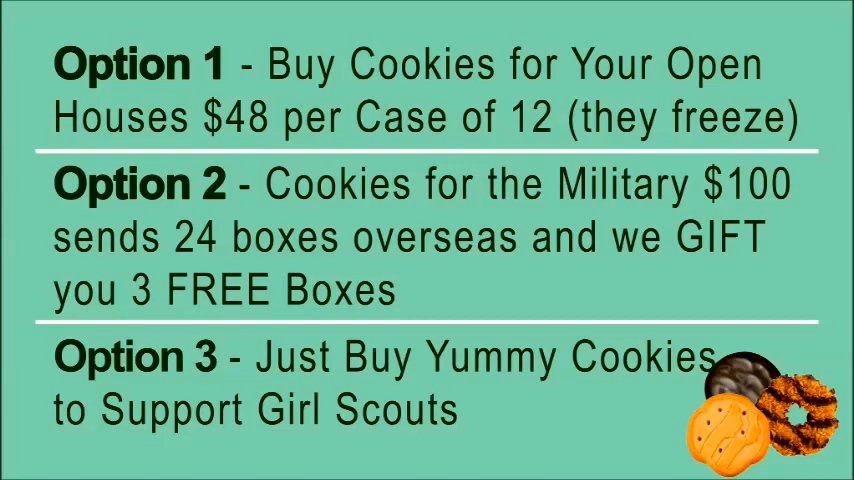 Option 1 - Buy Cookies for Your Open
Houses $48 per Case of 12 (they freeze)
Option 2 - Cookies for the Military $100
sends 24 boxes overseas and we GIFT
you 3 FREE Boxes
Option 3 - Just Buy Yummy Cookies
to Support Girl Scouts